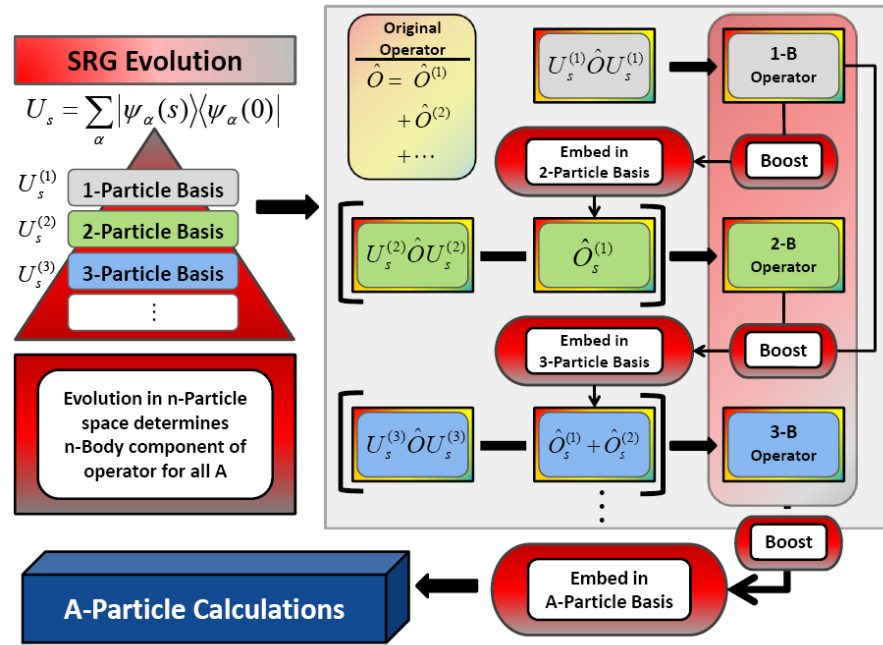 SRG Evolution
U_s = ∑_α |ψ_α(s)⟩⟨ψ_α(0)|
U_s^(1)
1-Particle Basis
U_s^(2)
2-Particle Basis
U_s^(3)
3-Particle Basis
⋮
Evolution in n-Particle
space determines
n-Body component of
operator for all A
Original
Operator
Ô = Ô^(1)
+ Ô^(2)
+ ⋯
U_s^(1) Ô U_s^(1)
1-B
Operator
Embed in
2-Particle Basis
Boost
[ U_s^(2) Ô U_s^(2) — Ô_s^(1) ]
2-B
Operator
Embed in
3-Particle Basis
Boost
[ U_s^(3) Ô U_s^(3) — Ô_s^(1) + Ô_s^(2) ]
3-B
Operator
⋮
Boost
Embed in
A-Particle Basis
A-Particle Calculations